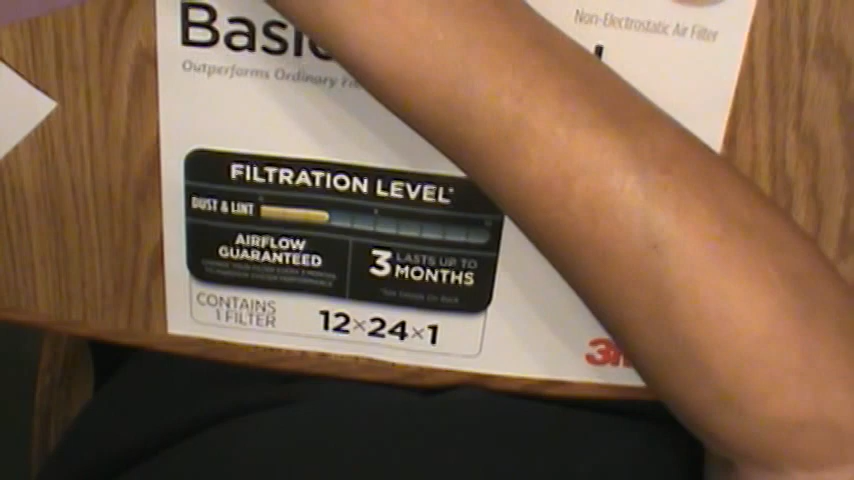 Basic
Non-Electrostatic Air Filter
Outperforms Ordinary
FILTRATION LEVEL*
DUST & LINT
AIRFLOW
GUARANTEED
3 LASTS UP TO
MONTHS
CONTAINS
1 FILTER
12×24×1
3M